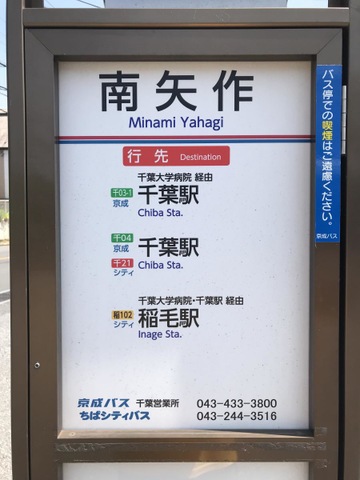 南矢作
Minami Yahagi
行先 Destination
千葉大学病院 経由
千03-1 京成 千葉駅
Chiba Sta.
千04 京成 千葉駅
千21 シティ Chiba Sta.
千葉大学病院・千葉駅 経由
稲102 シティ 稲毛駅
Inage Sta.
京成バス 千葉営業所 043-433-3800
ちばシティバス 043-244-3516
バス停での喫煙はご遠慮ください。
京成バス